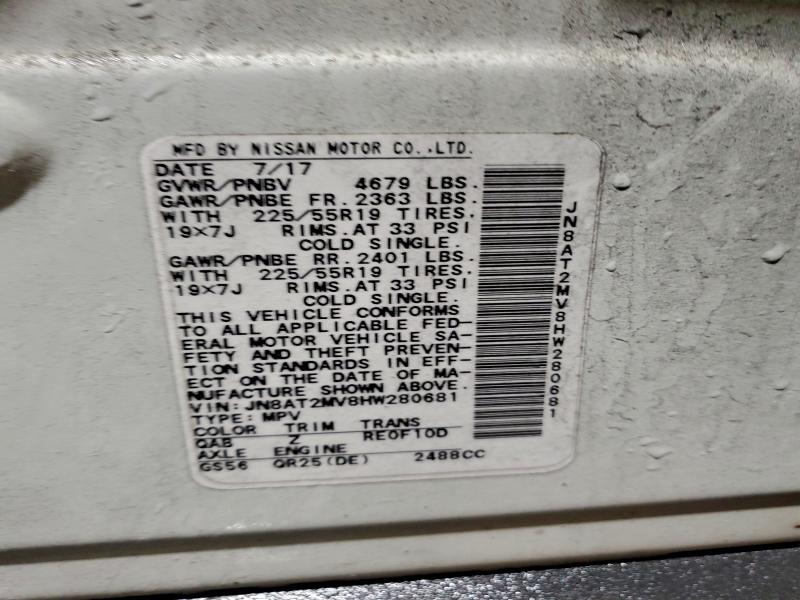 MFD BY NISSAN MOTOR CO.,LTD.
DATE 7/17
GVWR/PNBV 4679 LBS.
GAWR/PNBE FR. 2363 LBS.
WITH 225/55R19 TIRES.
19×7J RIMS.AT 33 PSI
COLD SINGLE.
GAWR/PNBE RR. 2401 LBS.
WITH 225/55R19 TIRES.
19×7J RIMS.AT 33 PSI
COLD SINGLE.
THIS VEHICLE CONFORMS
TO ALL APPLICABLE FED-
ERAL MOTOR VEHICLE SA-
FETY AND THEFT PREVEN-
TION STANDARDS IN EFF-
ECT ON THE DATE OF MA-
NUFACTURE SHOWN ABOVE.
VIN: JN8AT2MV8HW280681
TYPE: MPV
COLOR TRIM TRANS
QAB Z RE0F10D
AXLE ENGINE
GS56 QR25(DE) 2488CC
JN8AT2MV8HW280681